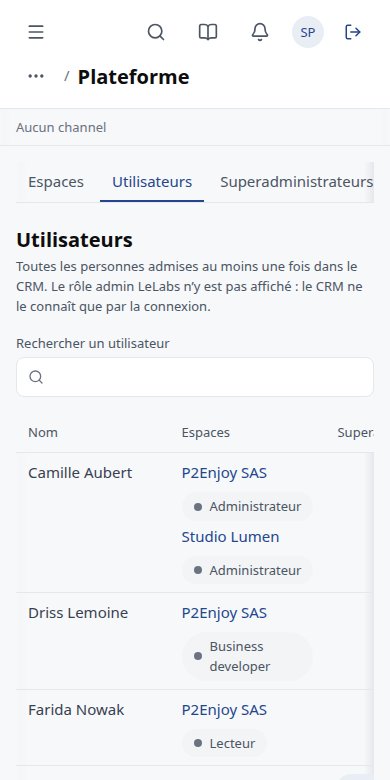 SP
... / Plateforme
Aucun channel
Espaces Utilisateurs Superadministrateurs
Utilisateurs
Toutes les personnes admises au moins une fois dans le
CRM. Le rôle admin LeLabs n’y est pas affiché : le CRM ne
le connaît que par la connexion.
Rechercher un utilisateur
Nom Espaces Supera
Camille Aubert P2Enjoy SAS
Administrateur
Studio Lumen
Administrateur
Driss Lemoine P2Enjoy SAS
Business
developer
Farida Nowak P2Enjoy SAS
Lecteur